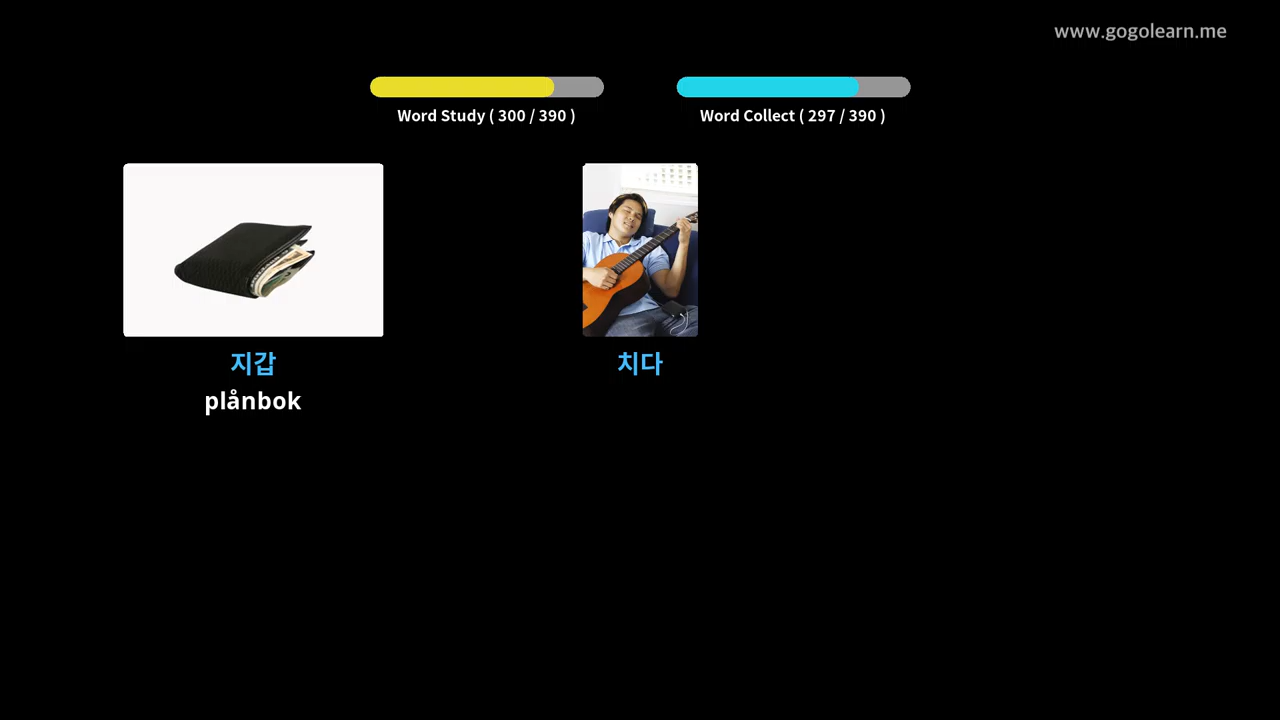 www.gogolearn.me
Word Study ( 300 / 390 )
Word Collect ( 297 / 390 )
지갑
plånbok
치다